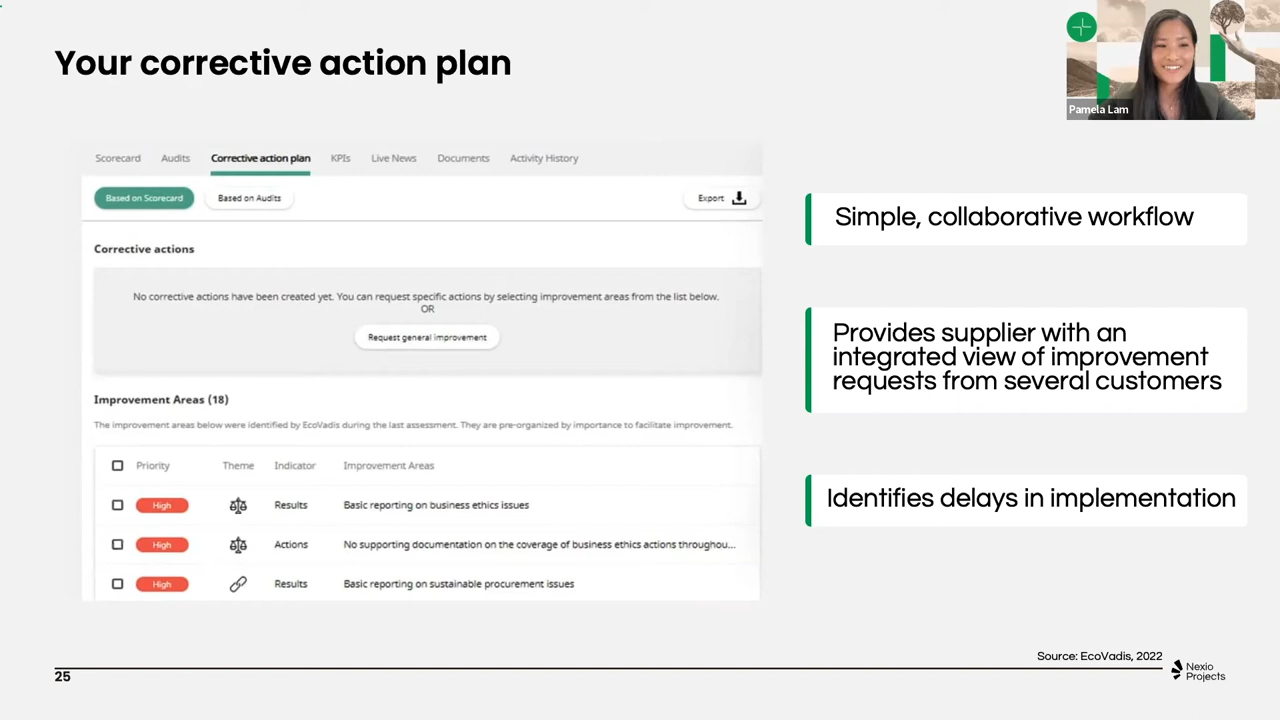 Your corrective action plan
Pamela Lam
Scorecard Audits Corrective action plan KPIs Live News Documents Activity History
Based on Scorecard Based on Audits Export
Corrective actions
No corrective actions have been created yet. You can request specific actions by selecting improvement areas from the list below.
OR
Request general improvement
Improvement Areas (18)
The improvement areas below were identified by EcoVadis during the last assessment. They are pre-organized by importance to facilitate improvement.
Priority Theme Indicator Improvement Areas
High Results Basic reporting on business ethics issues
High Actions No supporting documentation on the coverage of business ethics actions throughou...
High Results Basic reporting on sustainable procurement issues
Simple, collaborative workflow
Provides supplier with an
integrated view of improvement
requests from several customers
Identifies delays in implementation
Source: EcoVadis, 2022
25
Nexio
Projects